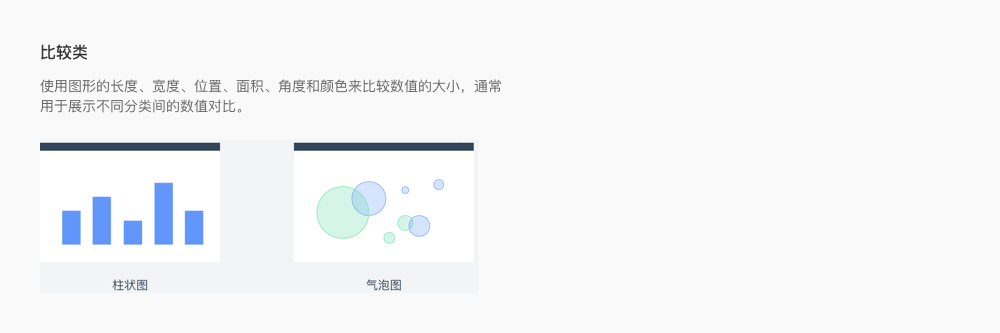 比较类
使用图形的长度、宽度、位置、面积、角度和颜色来比较数值的大小，通常
用于展示不同分类间的数值对比。
柱状图
气泡图